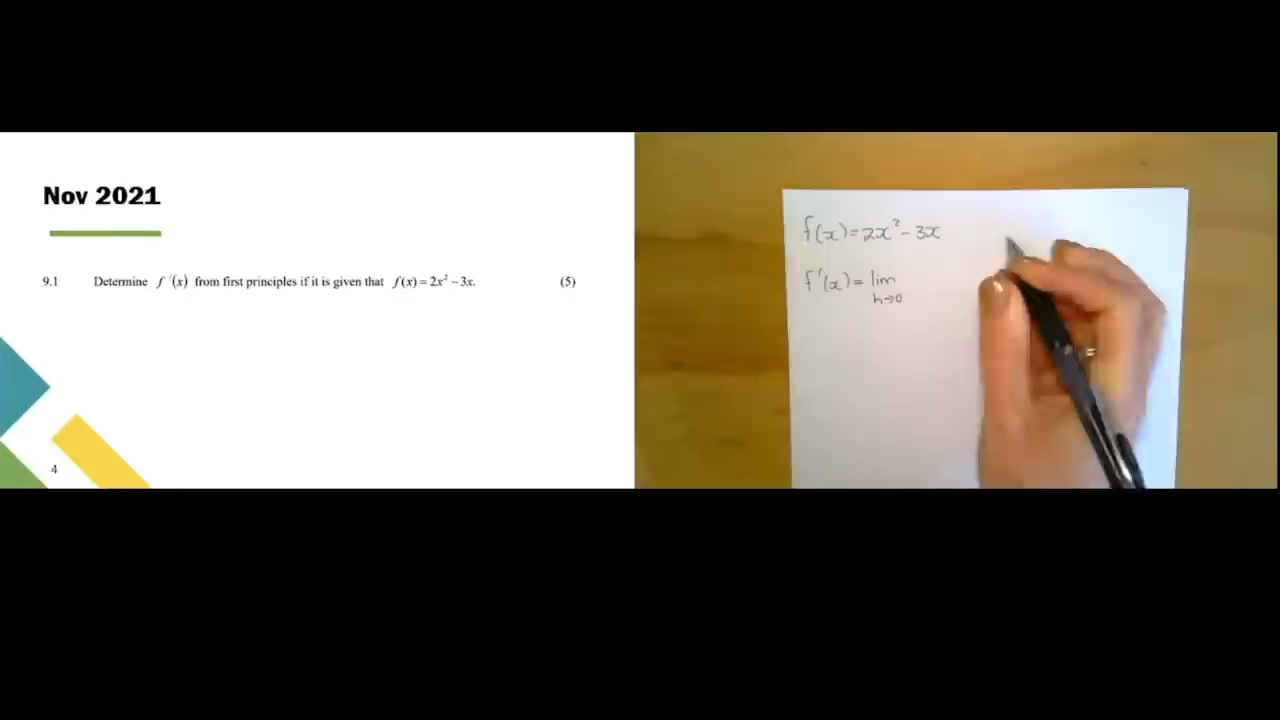 Nov 2021
9.1 Determine f ′(x) from first principles if it is given that f(x) = 2x² − 3x. (5)
4
f(x) = 2x² − 3x
f′(x) = lim
h→0